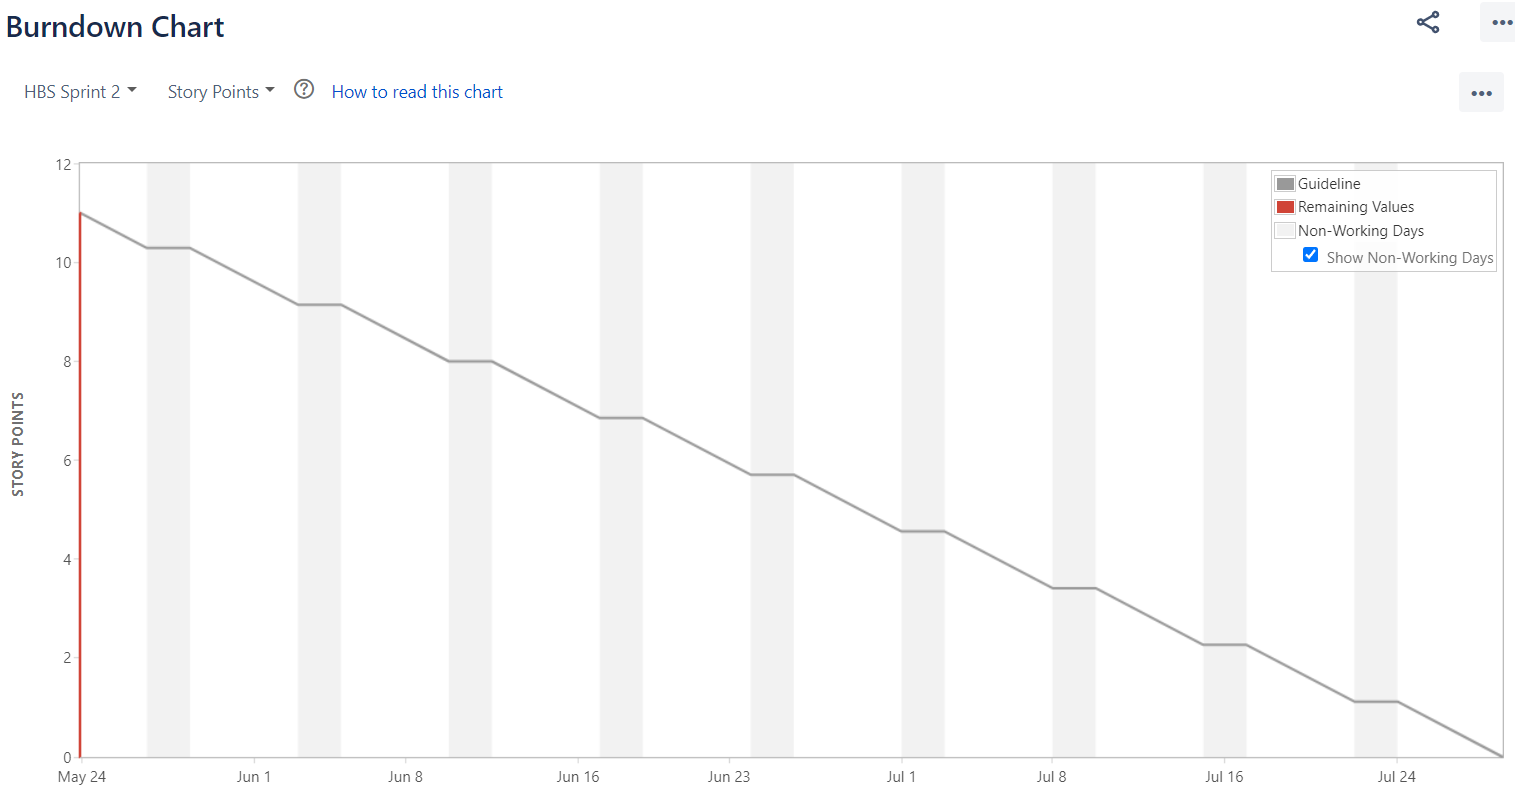 Burndown Chart
HBS Sprint 2 Story Points ? How to read this chart
12
10
8
6
4
2
0
STORY POINTS
Guideline
Remaining Values
Non-Working Days
Show Non-Working Days
May 24 Jun 1 Jun 8 Jun 16 Jun 23 Jul 1 Jul 8 Jul 16 Jul 24